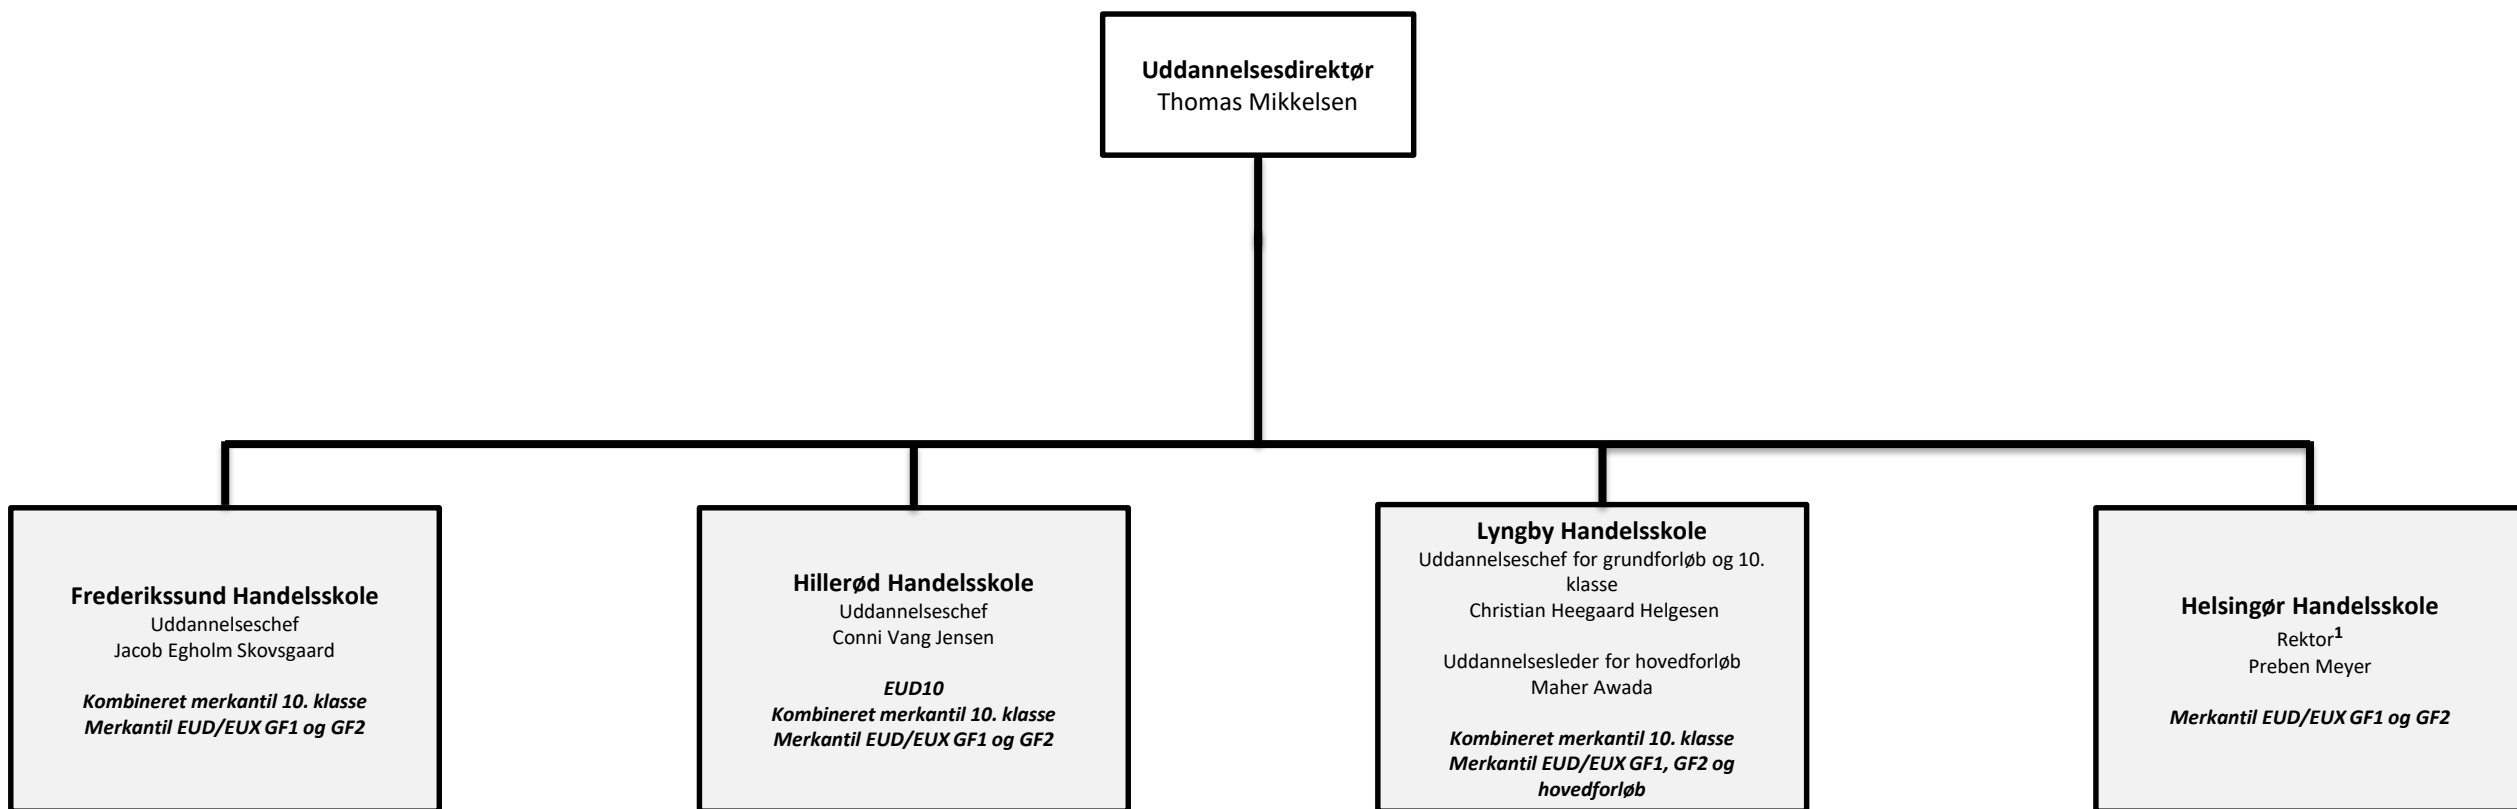 Uddannelsesdirektør
Thomas Mikkelsen
Frederikssund Handelsskole
Uddannelseschef
Jacob Egholm Skovsgaard
Kombineret merkantil 10. klasse
Merkantil EUD/EUX GF1 og GF2
Hillerød Handelsskole
Uddannelseschef
Conni Vang Jensen
EUD10
Kombineret merkantil 10. klasse
Merkantil EUD/EUX GF1 og GF2
Lyngby Handelsskole
Uddannelseschef for grundforløb og 10.
klasse
Christian Heegaard Helgesen
Uddannelsesleder for hovedforløb
Maher Awada
Kombineret merkantil 10. klasse
Merkantil EUD/EUX GF1, GF2 og
hovedforløb
Helsingør Handelsskole
Rektor¹
Preben Meyer
Merkantil EUD/EUX GF1 og GF2